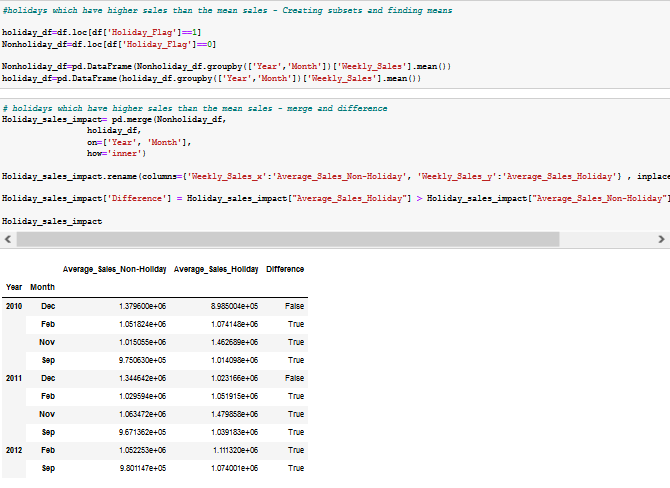 #holidays which have higher sales than the mean sales - Creating subsets and finding means
holiday_df=df.loc[df['Holiday_Flag']==1]
Nonholiday_df=df.loc[df['Holiday_Flag']==0]
Nonholiday_df=pd.DataFrame(Nonholiday_df.groupby(['Year','Month'])['Weekly_Sales'].mean())
holiday_df=pd.DataFrame(holiday_df.groupby(['Year','Month'])['Weekly_Sales'].mean())
# holidays which have higher sales than the mean sales - merge and difference
Holiday_sales_impact= pd.merge(Nonholiday_df,
holiday_df,
on=['Year', 'Month'],
how='inner')
Holiday_sales_impact.rename(columns={'Weekly_Sales_x':'Average_Sales_Non-Holiday', 'Weekly_Sales_y':'Average_Sales_Holiday'} , inplace
Holiday_sales_impact['Difference'] = Holiday_sales_impact["Average_Sales_Holiday"] > Holiday_sales_impact["Average_Sales_Non-Holiday"]
Holiday_sales_impact
Average_Sales_Non-Holiday Average_Sales_Holiday Difference
Year Month
2010 Dec 1.379600e+06 8.985004e+05 False
Feb 1.051824e+06 1.074148e+06 True
Nov 1.015055e+06 1.462689e+06 True
Sep 9.750630e+05 1.014098e+06 True
2011 Dec 1.344642e+06 1.023166e+06 False
Feb 1.029594e+06 1.051915e+06 True
Nov 1.063472e+06 1.479858e+06 True
Sep 9.671362e+05 1.039183e+06 True
2012 Feb 1.052253e+06 1.111320e+06 True
Sep 9.801147e+05 1.074001e+06 True